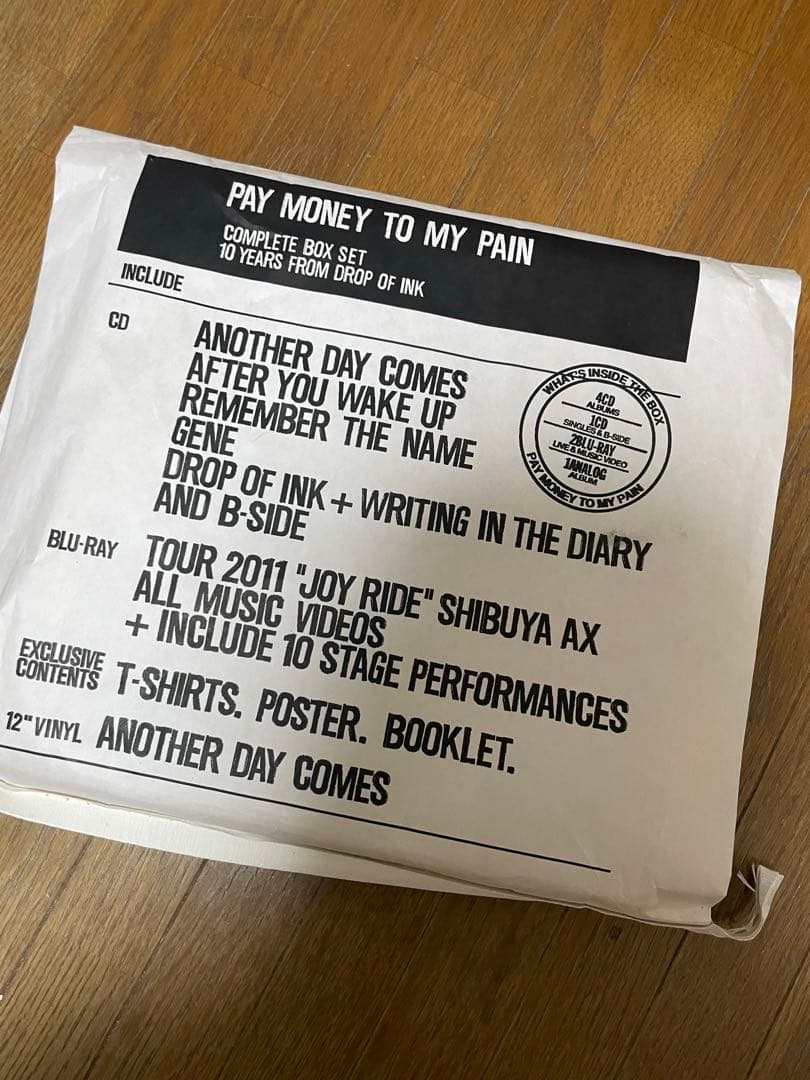 PAY MONEY TO MY PAIN
COMPLETE BOX SET
10 YEARS FROM DROP OF INK
INCLUDE
CD
ANOTHER DAY COMES
AFTER YOU WAKE UP
REMEMBER THE NAME
GENE
DROP OF INK + WRITING IN THE DIARY
AND B-SIDE
WHAT'S INSIDE THE BOX
4CD
ALBUMS
1CD
SINGLES & B-SIDE
2BLU-RAY
LIVE & MUSIC VIDEO
1ANALOG
ALBUM
PAY MONEY TO MY PAIN
BLU-RAY
TOUR 2011 "JOY RIDE" SHIBUYA AX
ALL MUSIC VIDEOS
+ INCLUDE 10 STAGE PERFORMANCES
EXCLUSIVE
CONTENTS
T-SHIRTS. POSTER. BOOKLET.
12" VINYL
ANOTHER DAY COMES